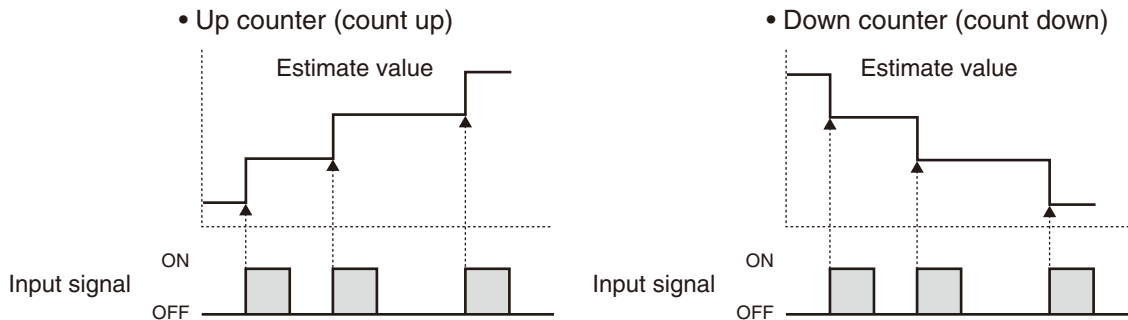 • Up counter (count up)
Estimate value
ON
Input signal
OFF
• Down counter (count down)
Estimate value
ON
Input signal
OFF